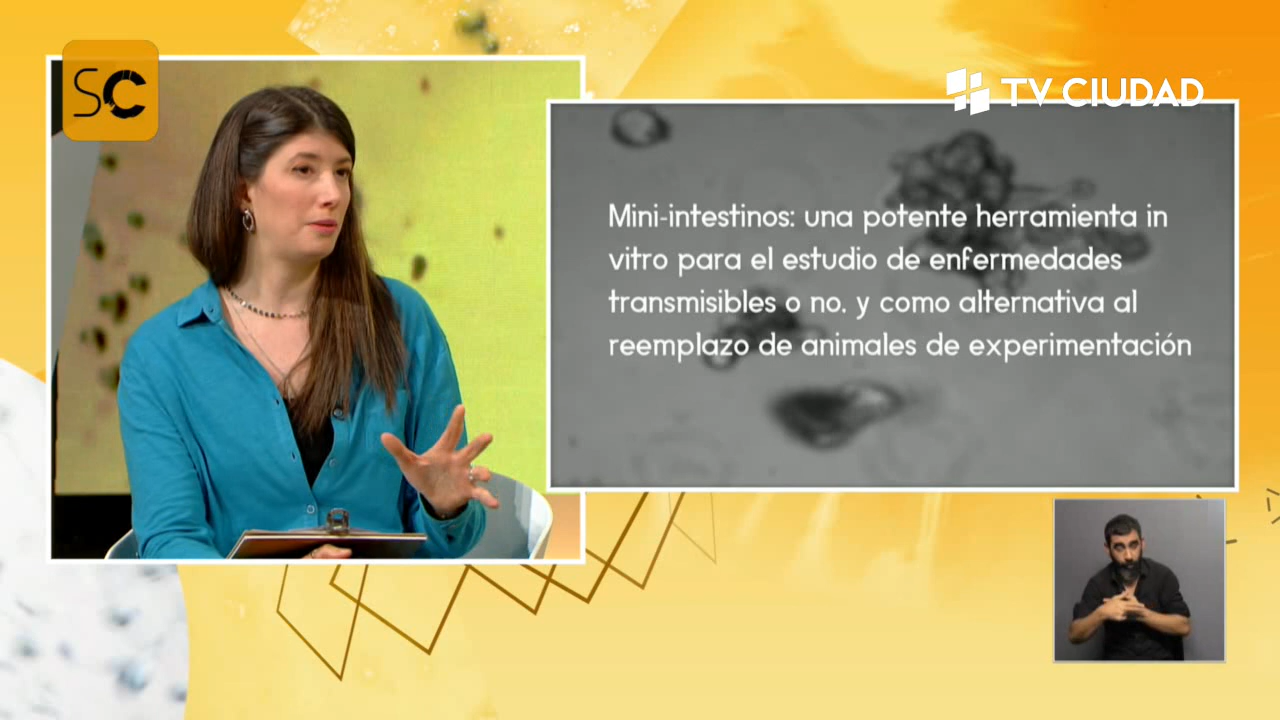 SC
TV CIUDAD
Mini-intestinos: una potente herramienta in
vitro para el estudio de enfermedades
transmisibles o no. y como alternativa al
reemplazo de animales de experimentación